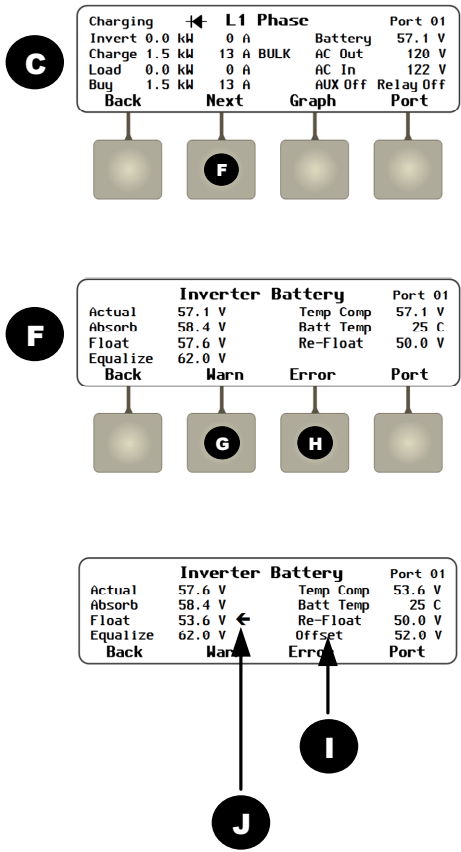 Charging L1 Phase Port 01
C
Invert 0.0 kW 0 A Battery 57.1 V
Charge 1.5 kW 13 A BULK AC Out 120 V
Load 0.0 kW 0 A AC In 122 V
Buy 1.5 kW 13 A AUX Off Relay Off
Back Next Graph Port
F
Inverter Battery Port 01
F
Actual 57.1 V Temp Comp 57.1 V
Absorb 58.4 V Batt Temp 25 C
Float 57.6 V Re-Float 50.0 V
Equalize 62.0 V
Back Warn Error Port
G H
Inverter Battery Port 01
Actual 57.6 V Temp Comp 53.6 V
Absorb 58.4 V Batt Temp 25 C
Float 53.6 V ← Re-Float 50.0 V
Equalize 62.0 V Offset 52.0 V
Back Warn Error Port
I
J